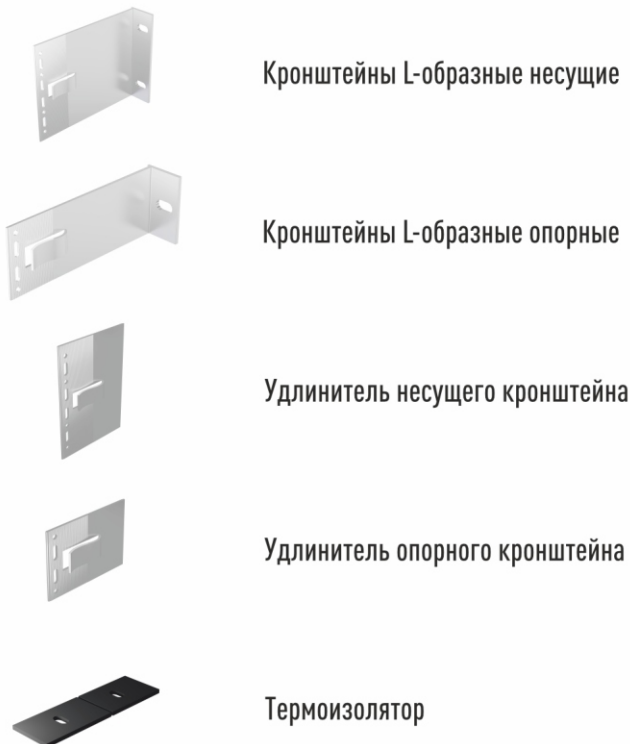 Кронштейны L-образные несущие
Кронштейны L-образные опорные
Удлинитель несущего кронштейна
Удлинитель опорного кронштейна
Термоизолятор